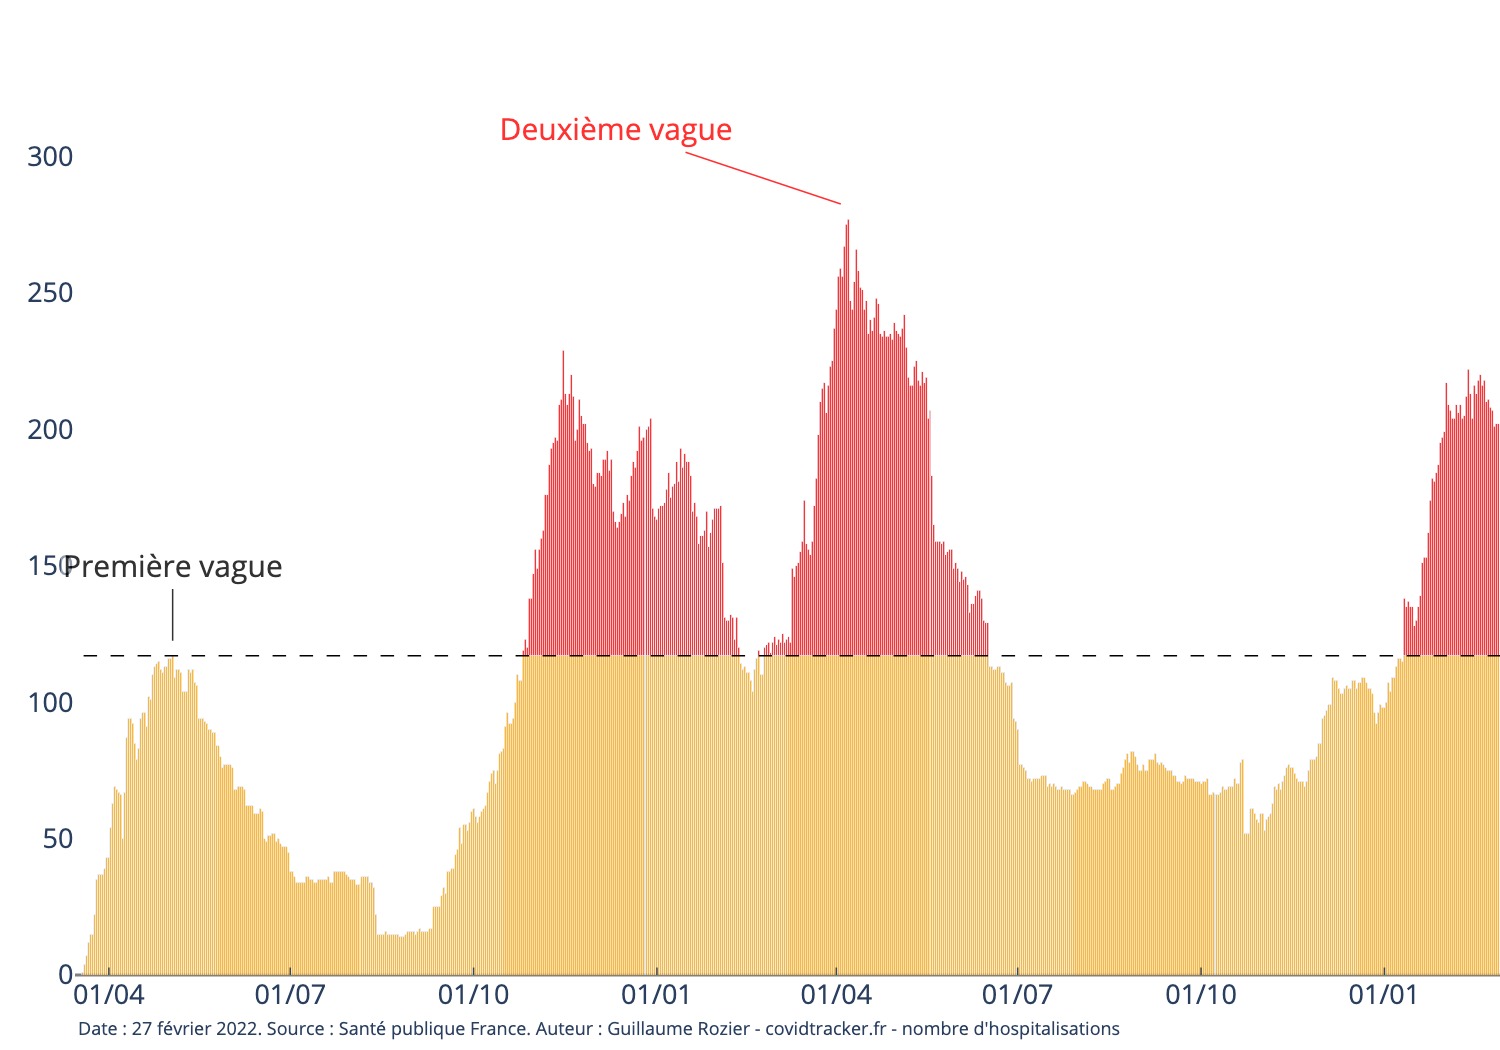 Deuxième vague
300
250
200
150
Première vague
100
50
0
01/04 01/07 01/10 01/01 01/04 01/07 01/10 01/01
Date : 27 février 2022. Source : Santé publique France. Auteur : Guillaume Rozier - covidtracker.fr - nombre d'hospitalisations